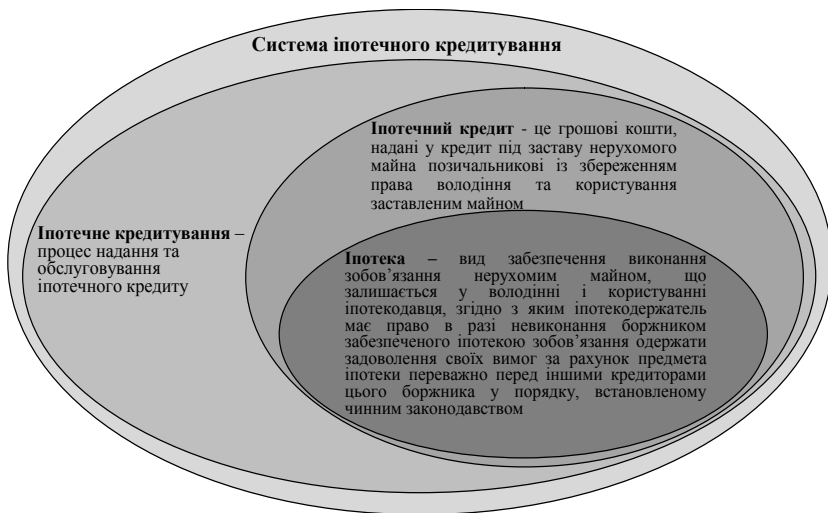 Система іпотечного кредитування
Іпотечний кредит - це грошові кошти,
надані у кредит під заставу нерухомого
майна позичальникові із збереженням
права володіння та користування
заставленим майном
Іпотечне кредитування –
процес надання та
обслуговування
іпотечного кредиту
Іпотека – вид забезпечення виконання
зобов’язання нерухомим майном, що
залишається у володінні і користуванні
іпотекодавця, згідно з яким іпотекодержатель
має право в разі невиконання боржником
забезпеченого іпотекою зобов’язання одержати
задоволення своїх вимог за рахунок предмета
іпотеки переважно перед іншими кредиторами
цього боржника у порядку, встановленому
чинним законодавством